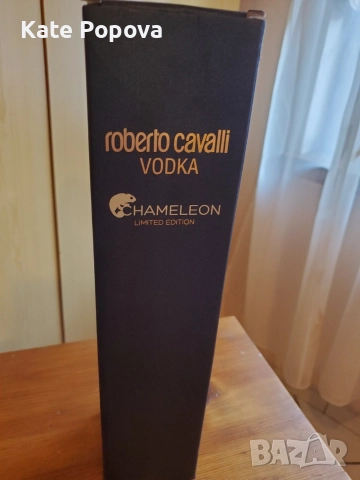 Kate Popova
roberto cavalli
VODKA
CHAMELEON
LIMITED EDITION
BAZAR